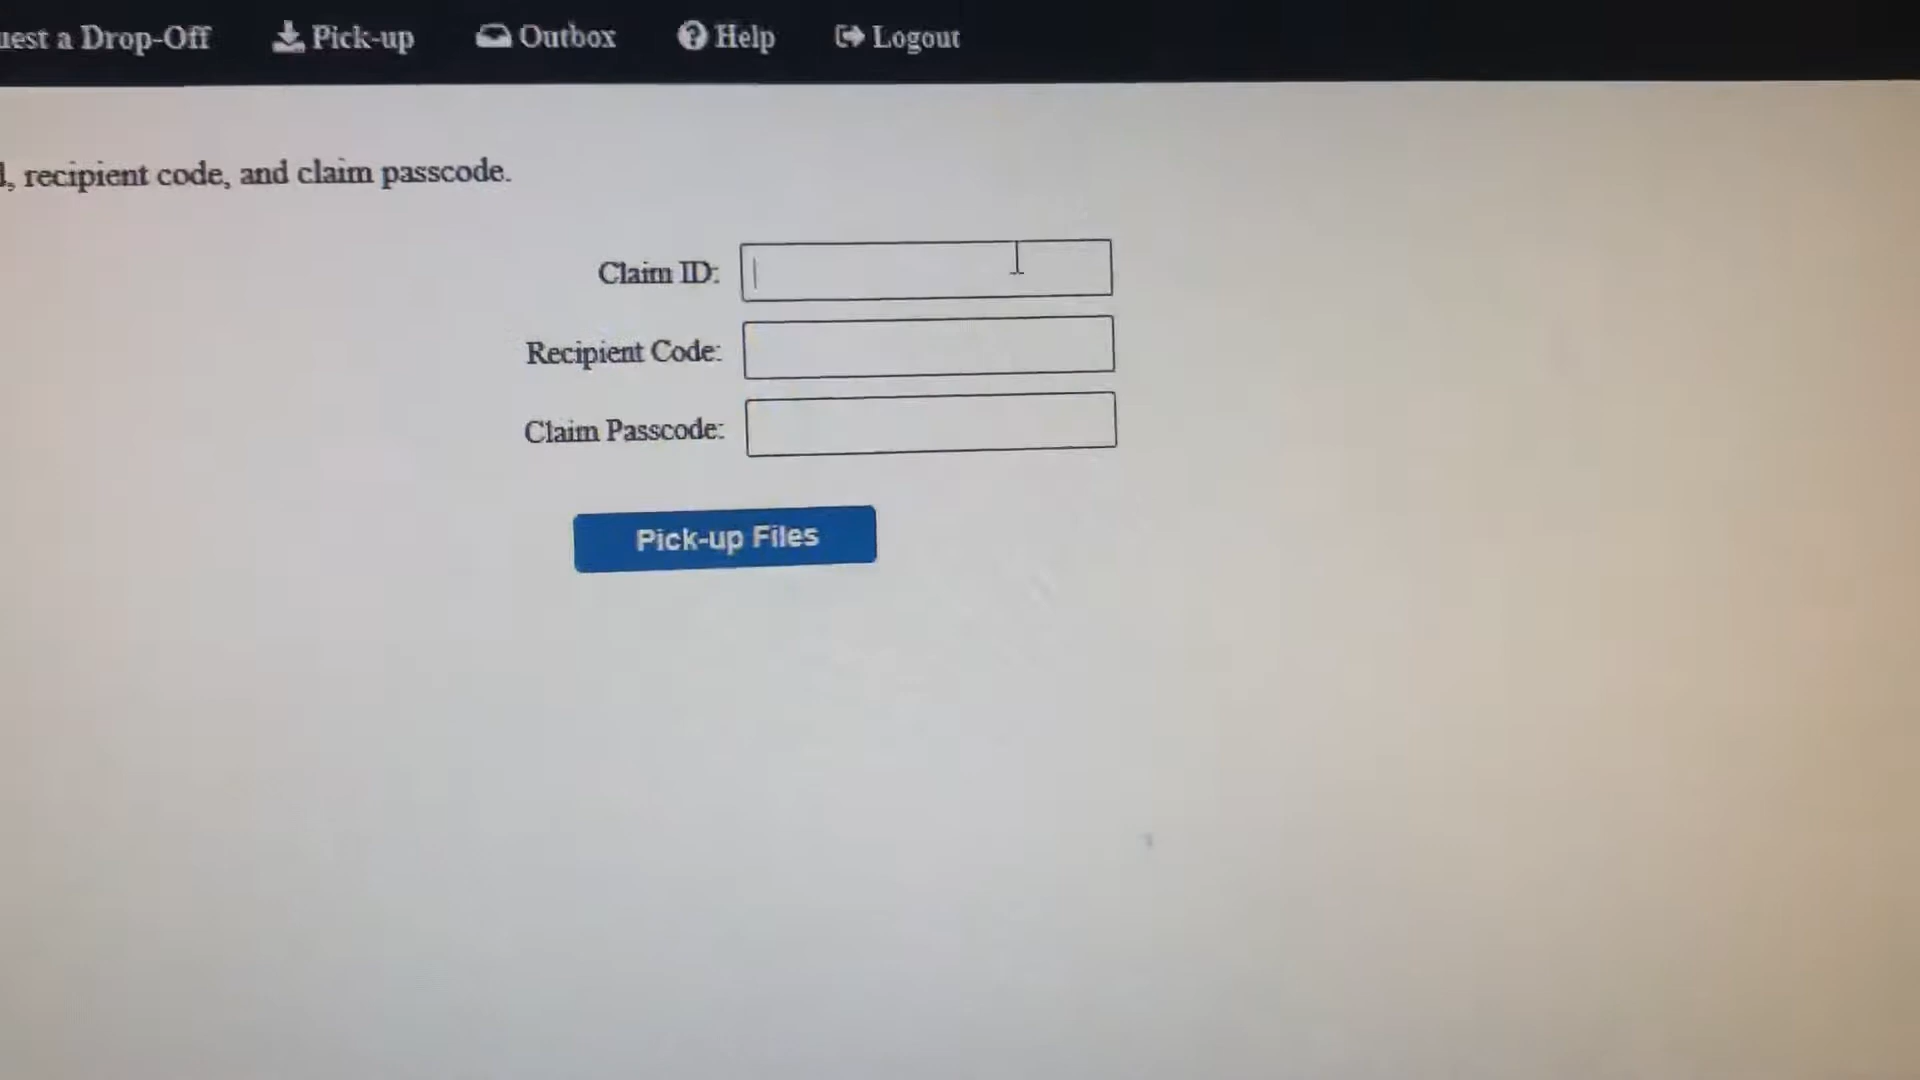 a Drop-Off Pick-up Outbox Help Logout
, recipient code, and claim passcode.
Claim ID:
Recipient Code:
Claim Passcode:
Pick-up Files